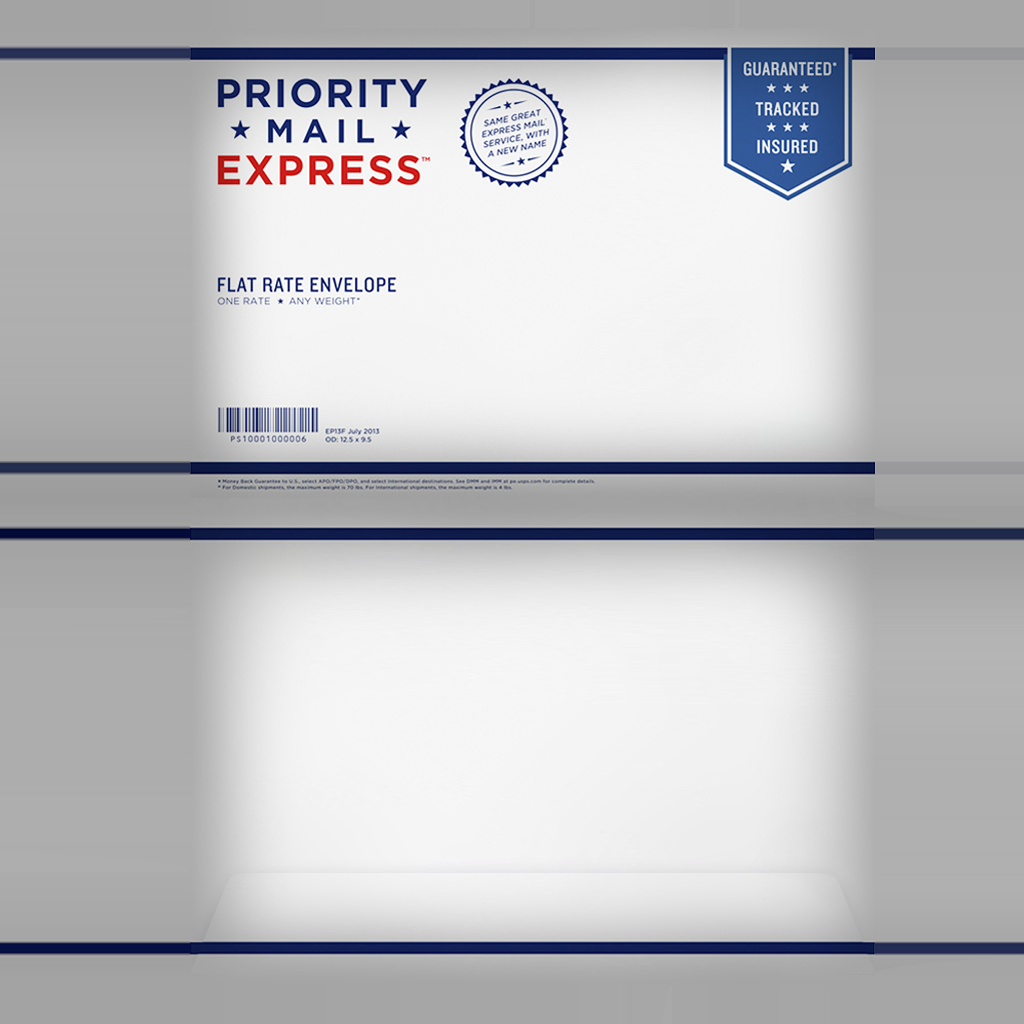 PRIORITY
★ MAIL ★
EXPRESS™
SAME GREAT
EXPRESS MAIL
SERVICE, WITH
A NEW NAME
GUARANTEED*
TRACKED
INSURED
FLAT RATE ENVELOPE
ONE RATE ★ ANY WEIGHT*
PS10001000006
EP13F July 2013
OD: 12.5 x 9.5
★ Money Back Guarantee to U.S., select APO/FPO/DPO, and select International destinations. See DMM and IMM at pe.usps.com for complete details.
* For Domestic shipments, the maximum weight is 70 lbs. For International shipments, the maximum weight is 4 lbs.